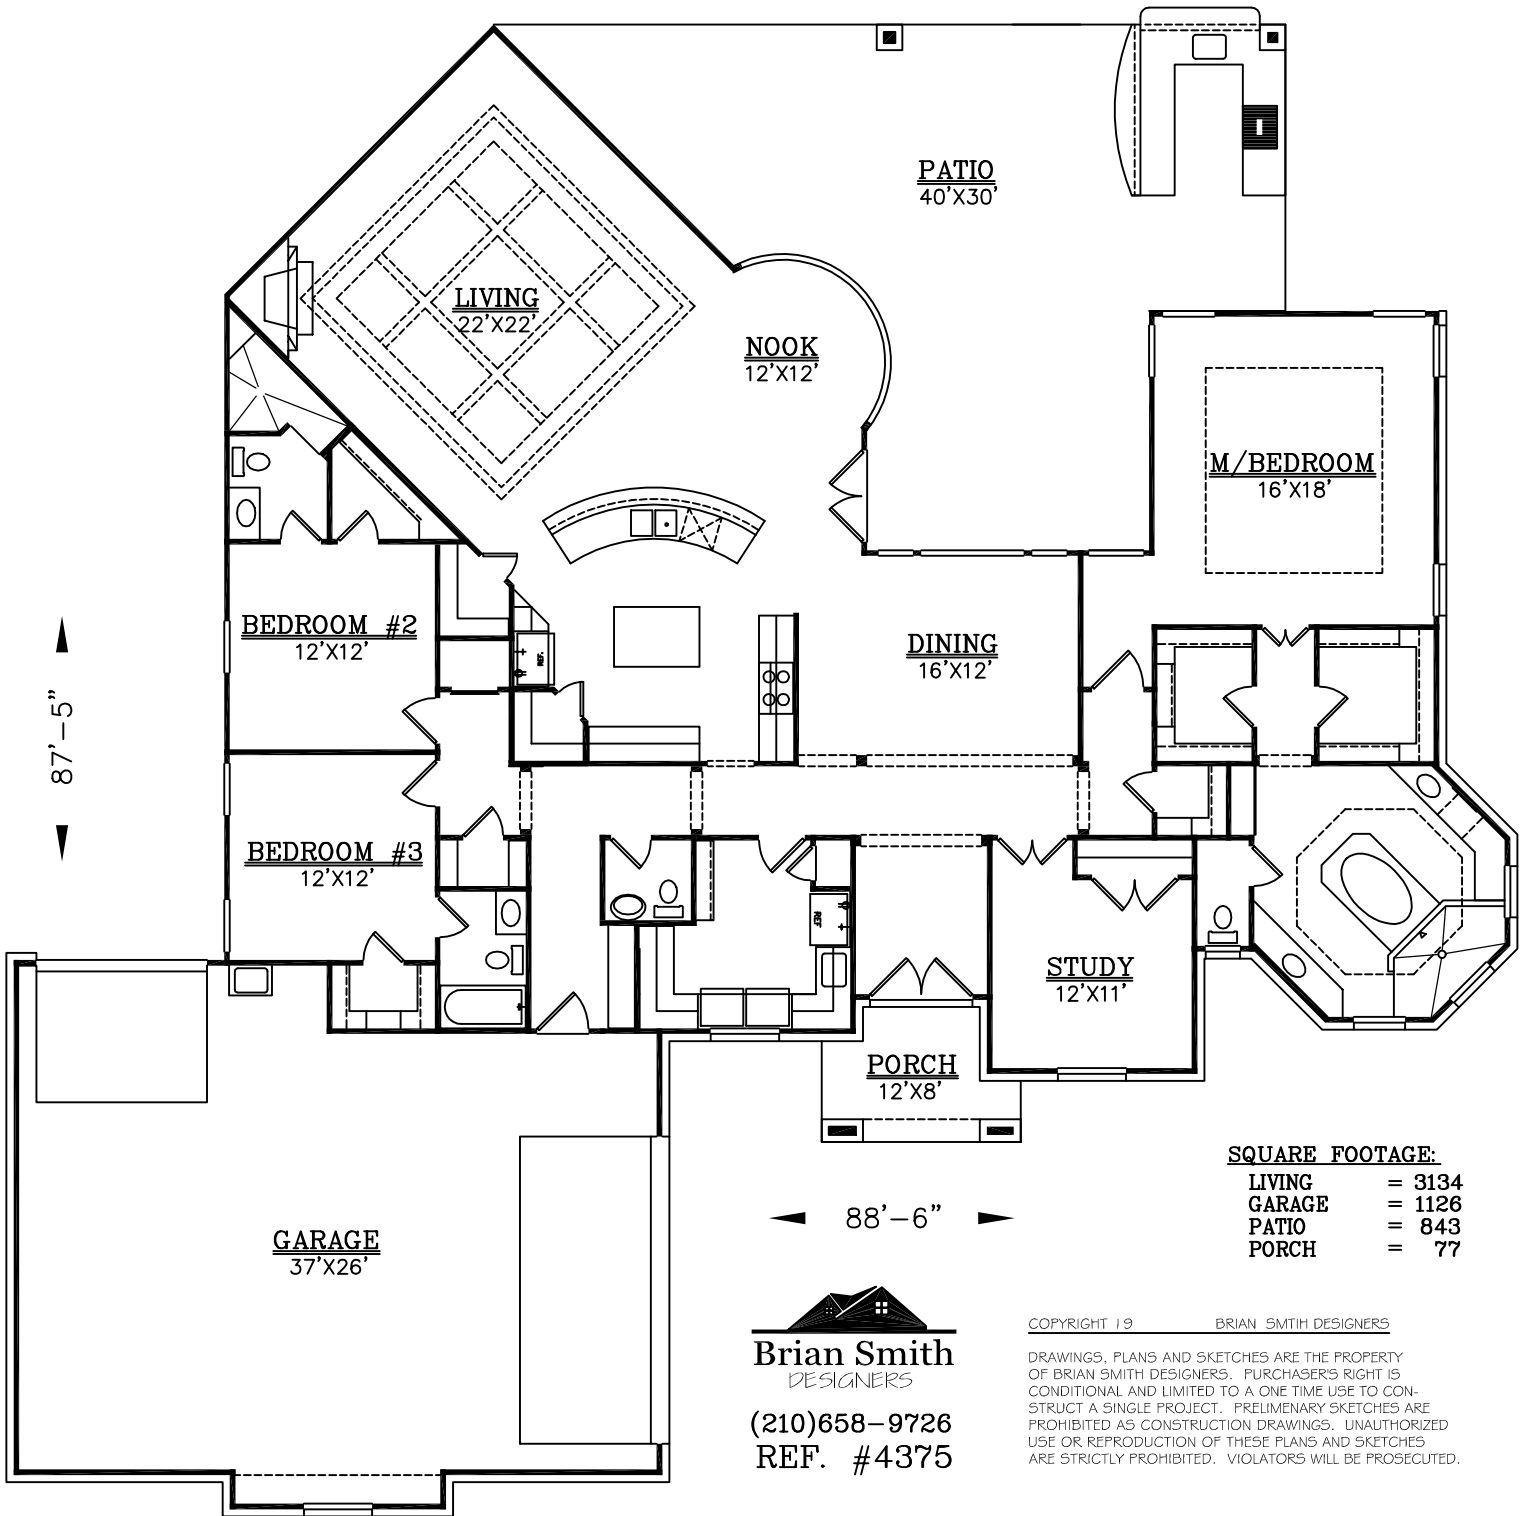 PATIO
40'X30'
LIVING
22'X22'
NOOK
12'X12'
M/BEDROOM
16'X18'
BEDROOM #2
12'X12'
REF.
DINING
16'X12'
87'-5"
BEDROOM #3
12'X12'
REF
STUDY
12'X11'
PORCH
12'X8'
SQUARE FOOTAGE:
LIVING = 3134
GARAGE = 1126
PATIO = 843
PORCH = 77
88'-6"
GARAGE
37'X26'
Brian Smith
DESIGNERS
(210)658-9726
REF. #4375
COPYRIGHT 19 BRIAN SMTIH DESIGNERS
DRAWINGS, PLANS AND SKETCHES ARE THE PROPERTY
OF BRIAN SMITH DESIGNERS. PURCHASER'S RIGHT IS
CONDITIONAL AND LIMITED TO A ONE TIME USE TO CON-
STRUCT A SINGLE PROJECT. PRELIMENARY SKETCHES ARE
PROHIBITED AS CONSTRUCTION DRAWINGS. UNAUTHORIZED
USE OR REPRODUCTION OF THESE PLANS AND SKETCHES
ARE STRICTLY PROHIBITED. VIOLATORS WILL BE PROSECUTED.